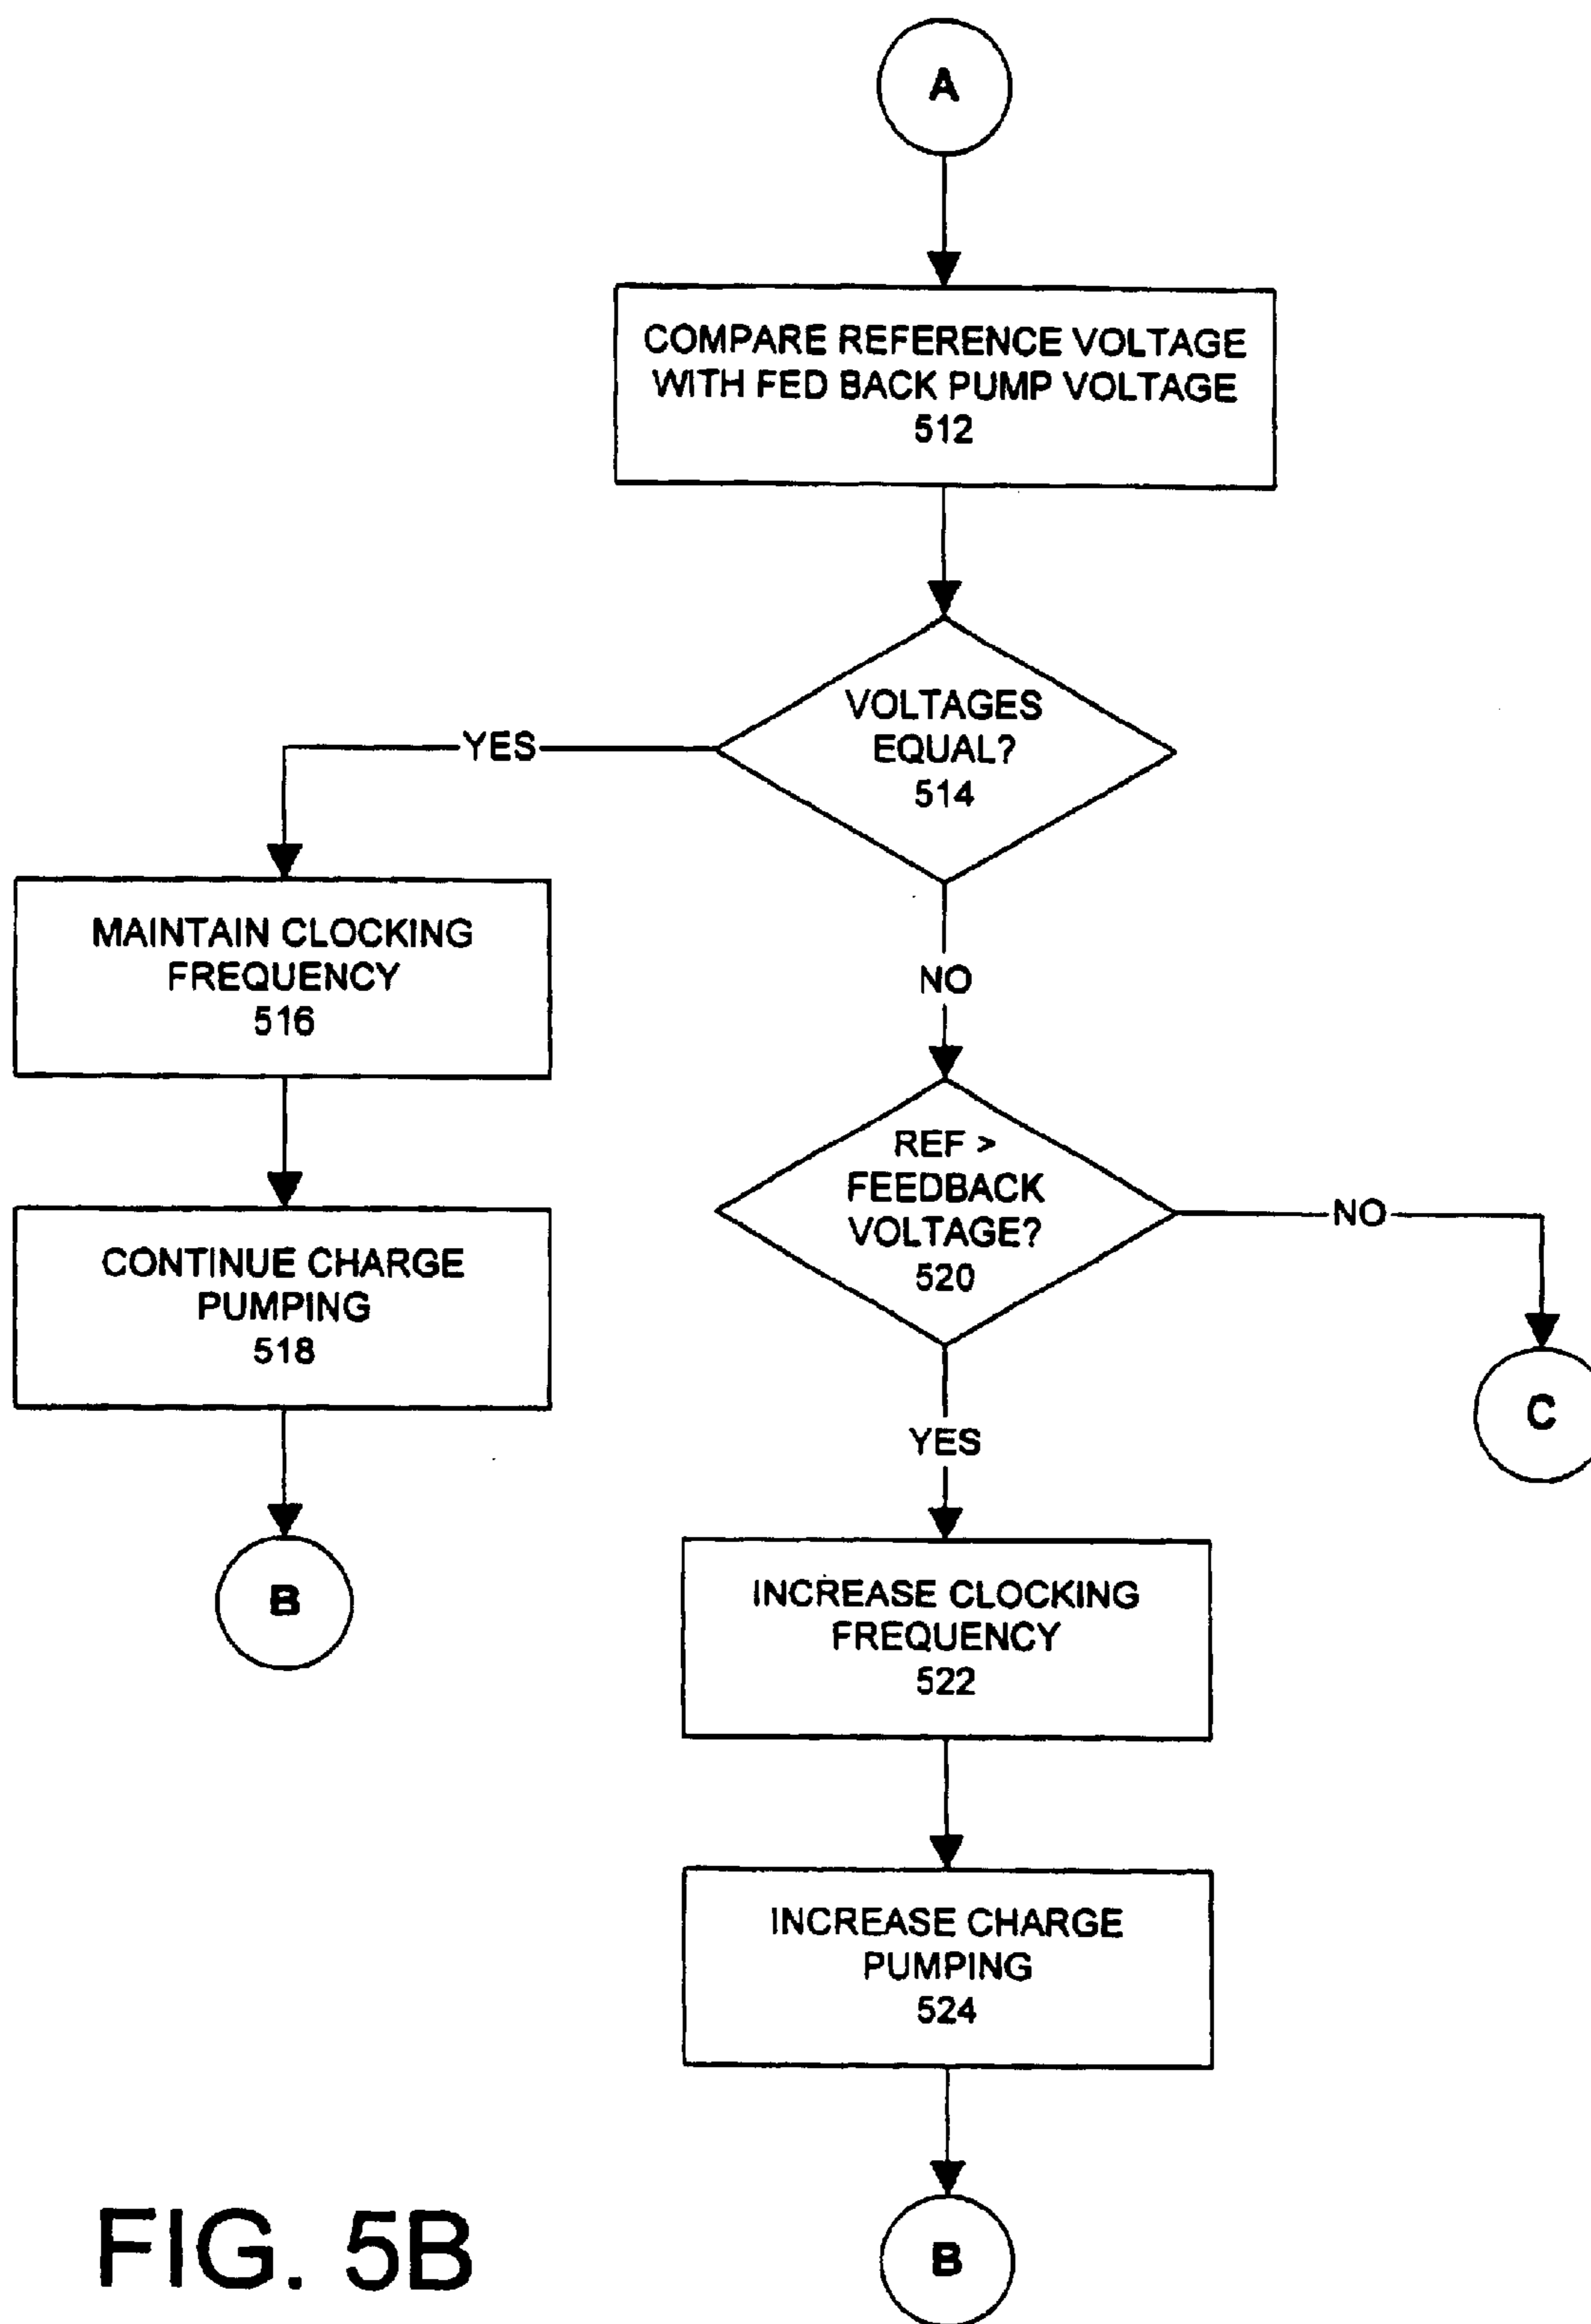 A
COMPARE REFERENCE VOLTAGE
WITH FED BACK PUMP VOLTAGE
512
VOLTAGES
EQUAL?
514
YES
MAINTAIN CLOCKING
FREQUENCY
516
CONTINUE CHARGE
PUMPING
518
B
NO
REF >
FEEDBACK
VOLTAGE?
520
NO
C
YES
INCREASE CLOCKING
FREQUENCY
522
INCREASE CHARGE
PUMPING
524
B
FIG. 5B